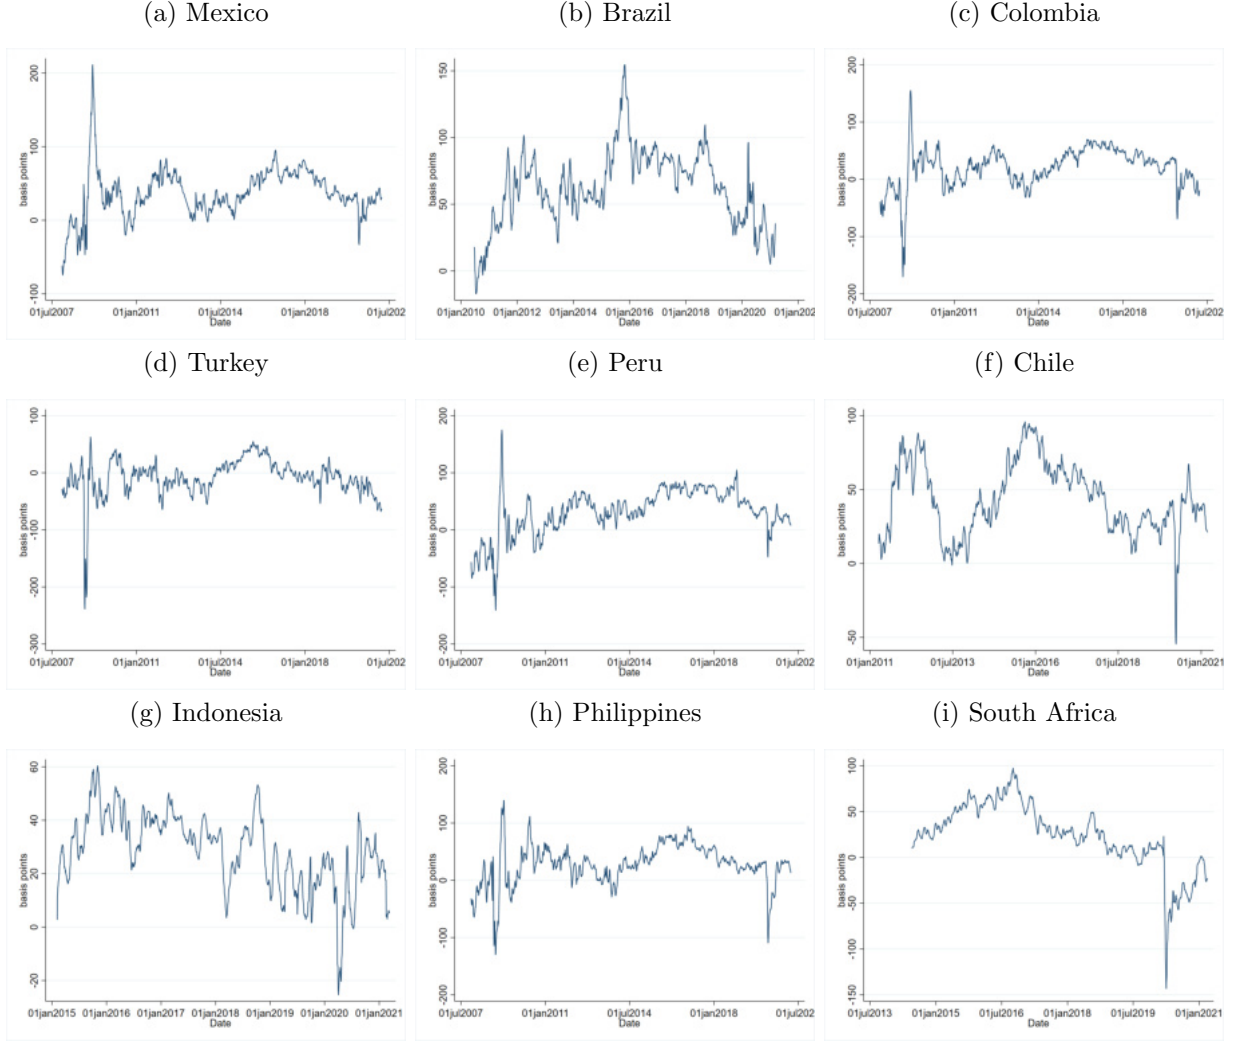 (a) Mexico
(b) Brazil
(c) Colombia
200
100
0
-100
basis points
01jul2007 01jan2011 01jul2014 01jan2018 01jul202
Date
150
100
50
0
basis points
01jan2010 01jan2012 01jan2014 01jan2016 01jan2018 01jan2020 01jan202
Date
200
100
0
-100
-200
basis points
01jul2007 01jan2011 01jul2014 01jan2018 01jul202
Date
(d) Turkey
(e) Peru
(f) Chile
100
0
-100
-200
-300
basis points
01jul2007 01jan2011 01jul2014 01jan2018 01jul202
Date
200
100
0
-100
-200
basis points
01jul2007 01jan2011 01jul2014 01jan2018 01jul202
Date
100
50
0
-50
basis points
01jan2011 01jul2013 01jan2016 01jul2018 01jan2021
Date
(g) Indonesia
(h) Philippines
(i) South Africa
60
40
20
0
-20
basis points
01jan2015 01jan2016 01jan2017 01jan2018 01jan2019 01jan2020 01jan2021
Date
200
100
0
-100
-200
basis points
01jul2007 01jan2011 01jul2014 01jan2018 01jul202
Date
100
50
0
-50
-100
-150
basis points
01jul2013 01jan2015 01jul2016 01jan2018 01jul2019 01jan2021
Date